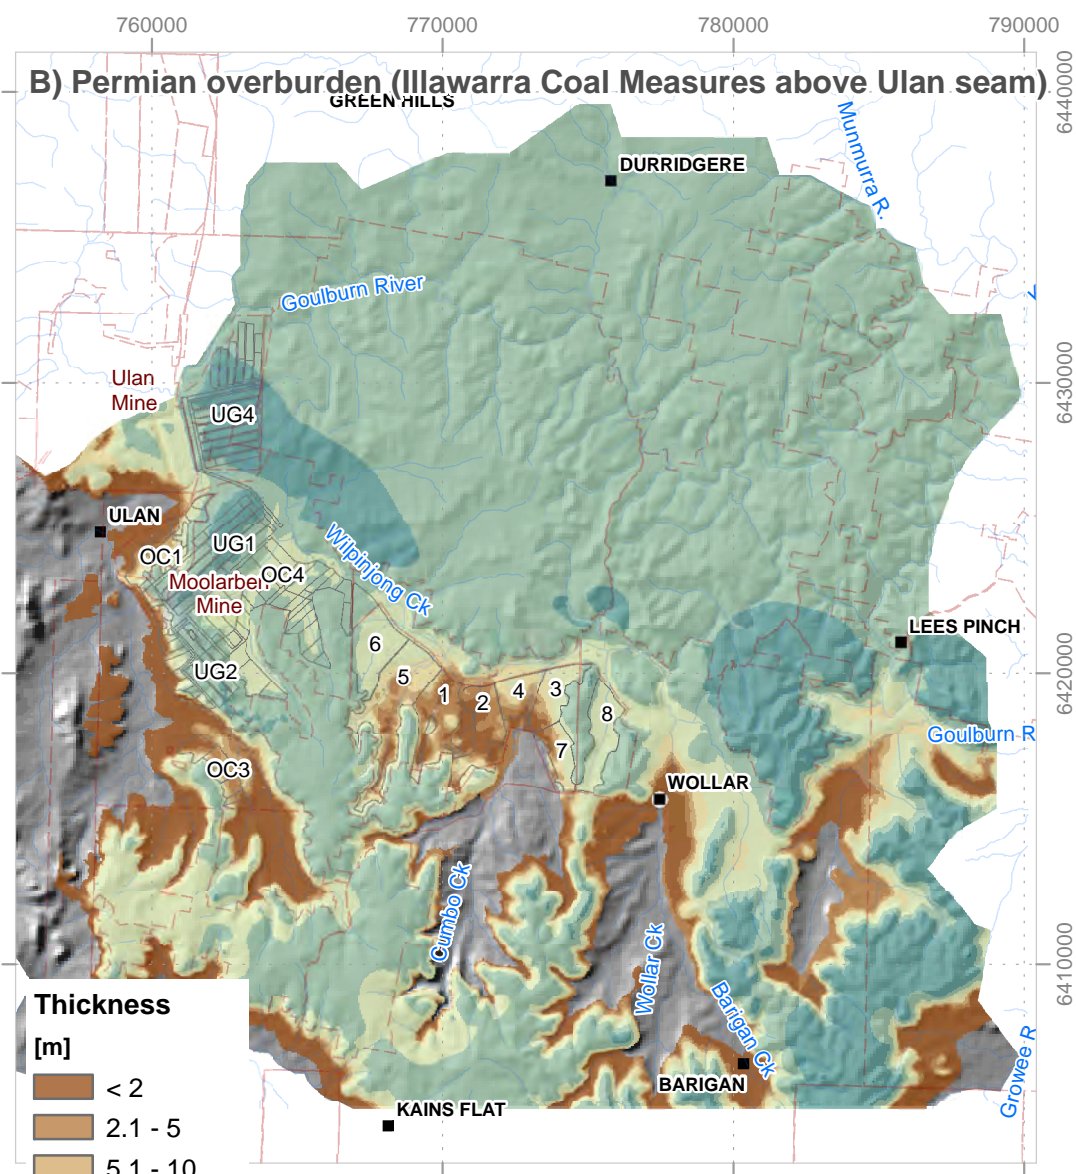 760000
770000
780000
790000
B) Permian overburden (Illawarra Coal Measures above Ulan seam)
GREEN HILLS
6440000
Munmurra R.
DURRIDGERE
Goulburn River
Ulan
Mine
6430000
UG4
ULAN
UG1
OC1
OC4
Moolarben
Mine
Wilpinjong Ck
LEES PINCH
6
UG2
5
1
2
4
3
8
7
6420000
Goulburn R
OC3
WOLLAR
Cumbo Ck
Wollar Ck
Barigan Ck
6410000
Growee R
BARIGAN
KAINS FLAT
Thickness
[m]
< 2
2.1 - 5
5.1 - 10